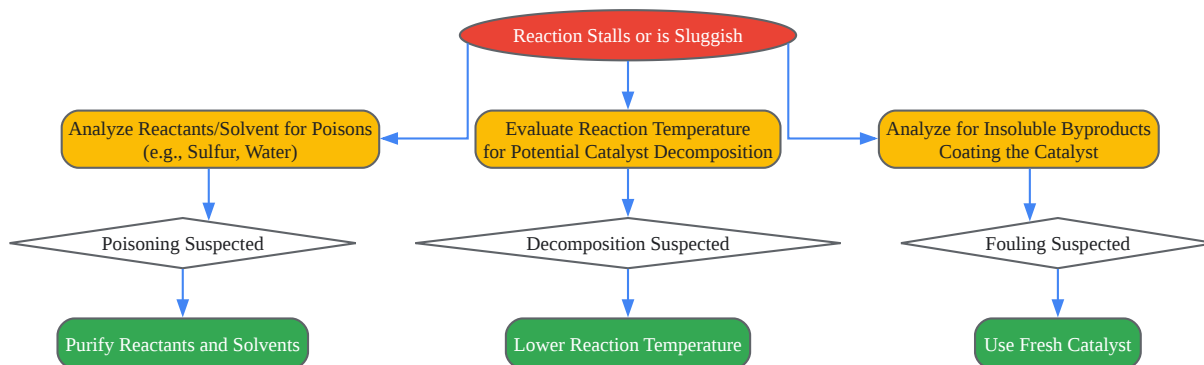 Reaction Stalls or is Sluggish
Analyze Reactants/Solvent for Poisons
(e.g., Sulfur, Water)
Evaluate Reaction Temperature
for Potential Catalyst Decomposition
Analyze for Insoluble Byproducts
Coating the Catalyst
Poisoning Suspected
Decomposition Suspected
Fouling Suspected
Purify Reactants and Solvents
Lower Reaction Temperature
Use Fresh Catalyst